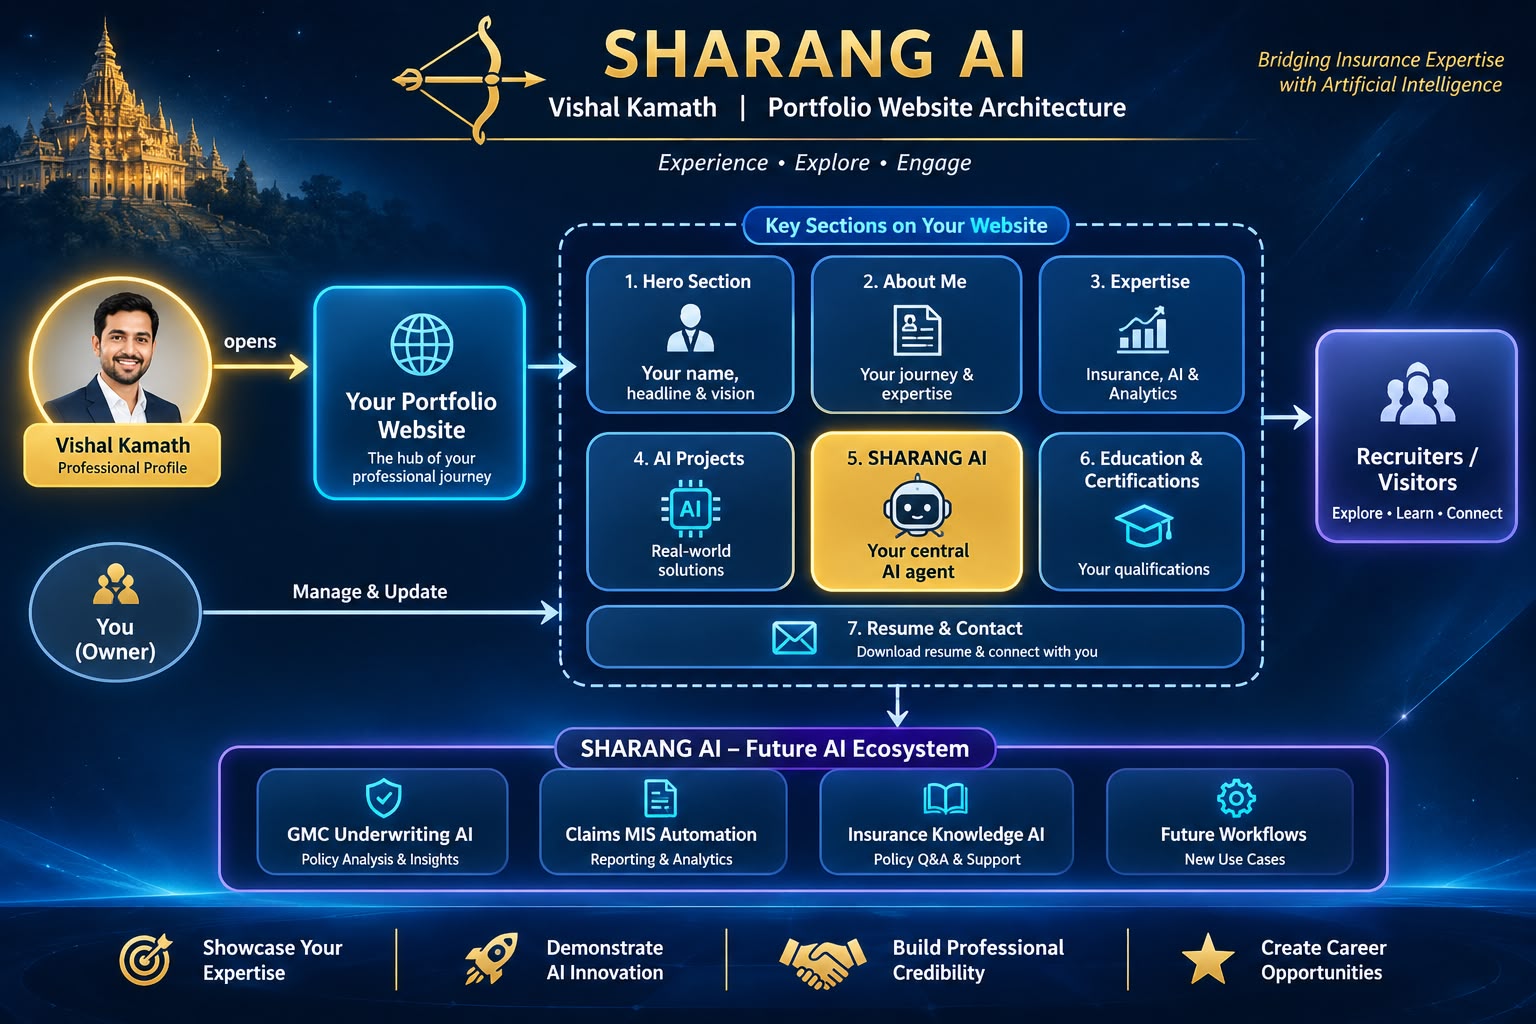 SHARANG AI
Vishal Kamath | Portfolio Website Architecture
Experience • Explore • Engage
Bridging Insurance Expertise
with Artificial Intelligence
Vishal Kamath
Professional Profile
opens
Your Portfolio
Website
The hub of your
professional journey
You
(Owner)
Manage & Update
Key Sections on Your Website
1. Hero Section
Your name,
headline & vision
2. About Me
Your journey &
expertise
3. Expertise
Insurance, AI &
Analytics
4. AI Projects
AI
Real-world
solutions
5. SHARANG AI
Your central
AI agent
6. Education &
Certifications
Your qualifications
7. Resume & Contact
Download resume & connect with you
Recruiters /
Visitors
Explore • Learn • Connect
SHARANG AI – Future AI Ecosystem
GMC Underwriting AI
Policy Analysis & Insights
Claims MIS Automation
Reporting & Analytics
Insurance Knowledge AI
Policy Q&A & Support
Future Workflows
New Use Cases
Showcase Your
Expertise
Demonstrate
AI Innovation
Build Professional
Credibility
Create Career
Opportunities